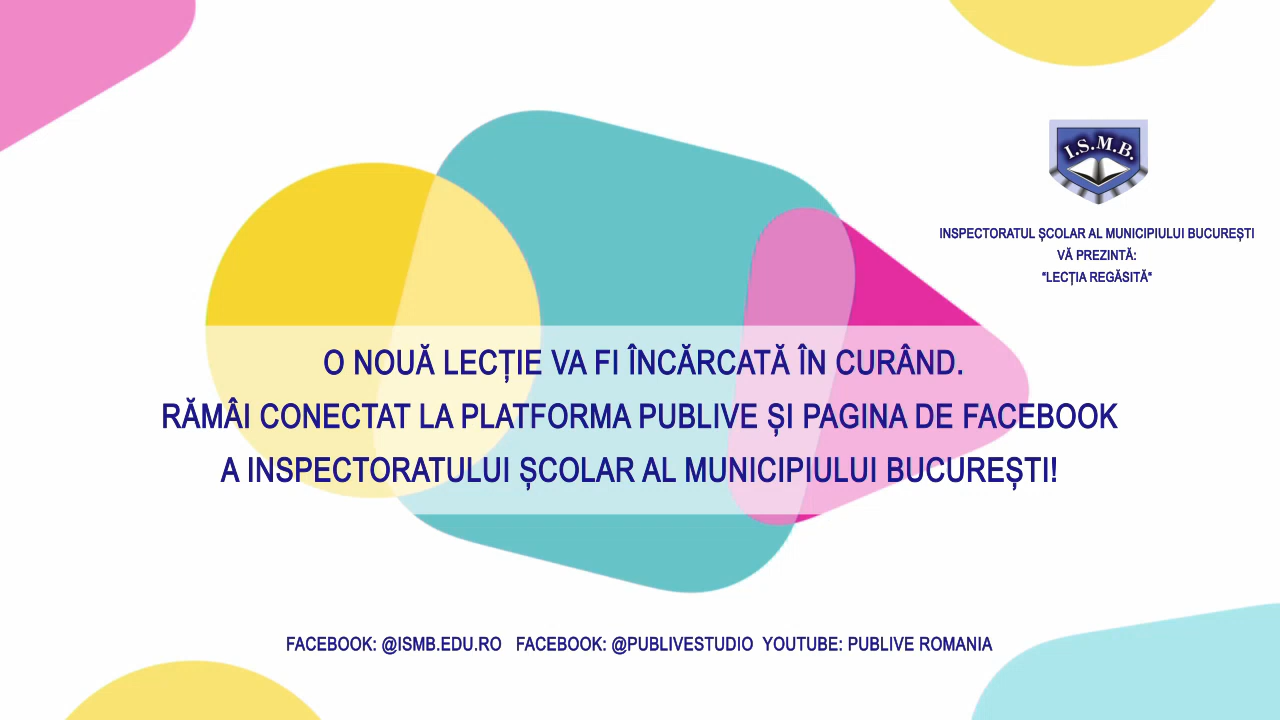 I.S.M.B.
INSPECTORATUL ȘCOLAR AL MUNICIPIULUI BUCUREȘTI
VĂ PREZINTĂ:
"LECȚIA REGĂSITĂ"
O NOUĂ LECȚIE VA FI ÎNCĂRCATĂ ÎN CURÂND.
RĂMÂI CONECTAT LA PLATFORMA PUBLIVE ȘI PAGINA DE FACEBOOK
A INSPECTORATULUI ȘCOLAR AL MUNICIPIULUI BUCUREȘTI!
FACEBOOK: @ISMB.EDU.RO FACEBOOK: @PUBLIVESTUDIO YOUTUBE: PUBLIVE ROMANIA